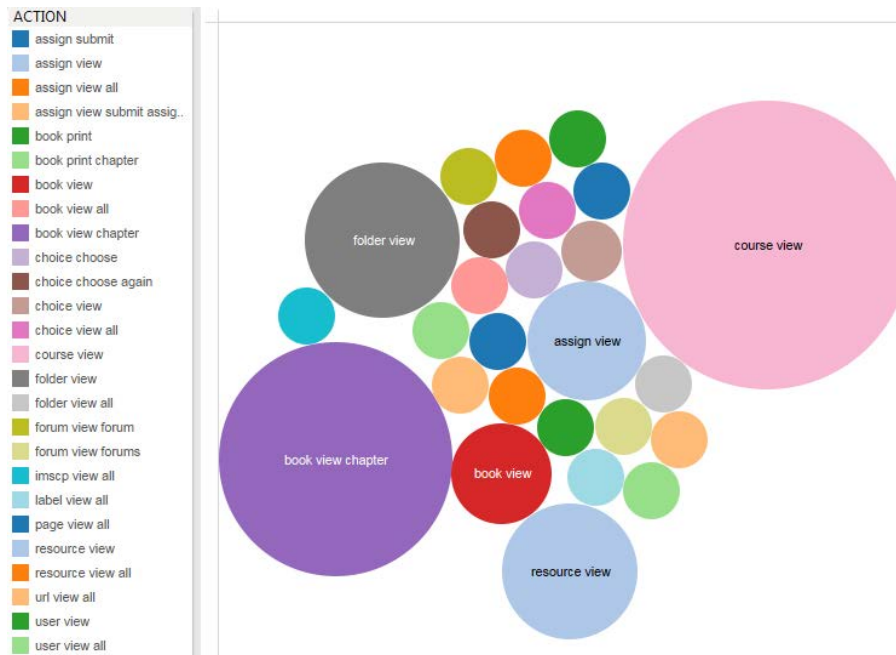 ACTION
assign submit
assign view
assign view all
assign view submit assig..
book print
book print chapter
book view
book view all
book view chapter
choice choose
choice choose again
choice view
choice view all
course view
folder view
folder view all
forum view forum
forum view forums
imscp view all
label view all
page view all
resource view
resource view all
url view all
user view
user view all
folder view
course view
assign view
book view chapter
book view
resource view